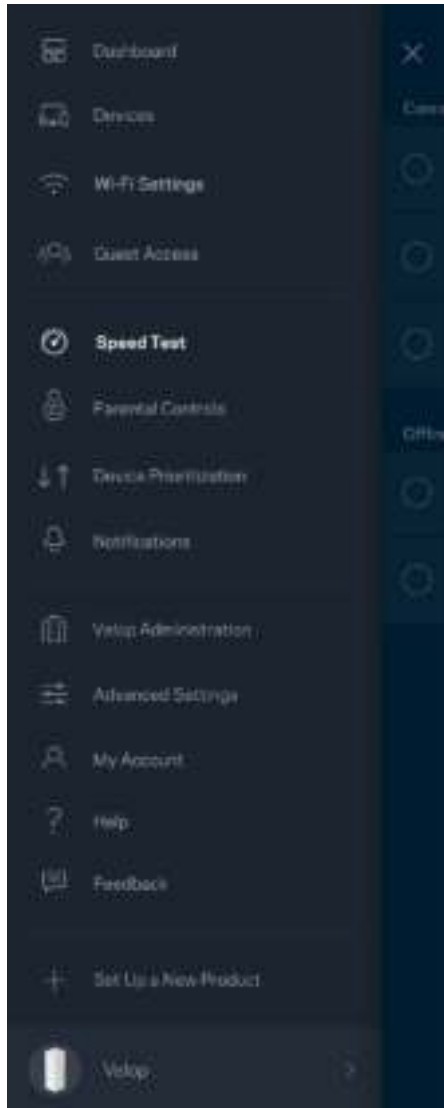 Dashboard
Devices
Wi-Fi Settings
Guest Access
Speed Test
Parental Controls
Device Prioritization
Notifications
Velop Administration
Advanced Settings
My Account
Help
Feedback
Set Up a New Product
Velop